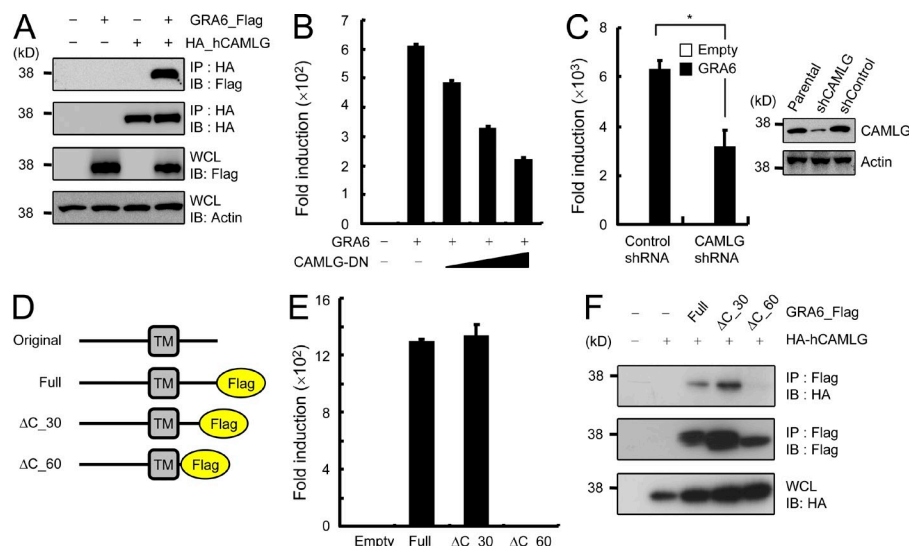 A
– + – + GRA6_Flag
– – + + HA_hCAMLG
(kD)
38 IP : HA
IB : Flag
38 IP : HA
IB : HA
38 WCL
IB: Flag
38 WCL
IB: Actin
B
Fold induction (×10²)
7
6
5
4
3
2
1
0
GRA6 – + + + +
CAMLG-DN – –
C
*
Empty
GRA6
Fold induction (×10³)
8
6
4
2
0
Control
shRNA
CAMLG
shRNA
Parental
shCAMLG
shControl
(kD)
38 CAMLG
38 Actin
D
Original TM
Full TM Flag
ΔC_30 TM Flag
ΔC_60 TM Flag
E
Fold induction (×10²)
16
12
8
4
0
Empty Full ΔC_30 ΔC_60
F
– – Full ΔC_30 ΔC_60 GRA6_Flag
– + + + + HA-hCAMLG
(kD)
38 IP : Flag
IB : HA
38 IP : Flag
IB : Flag
38 WCL
IB: HA